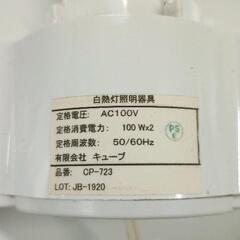 白熱灯照明器具
定格電圧: AC100V
定格消費電力: 100 Wx2
定格周波数: 50/60Hz
有限会社 キューブ
品番: CP-723
LOT: JB-1920
PS
E